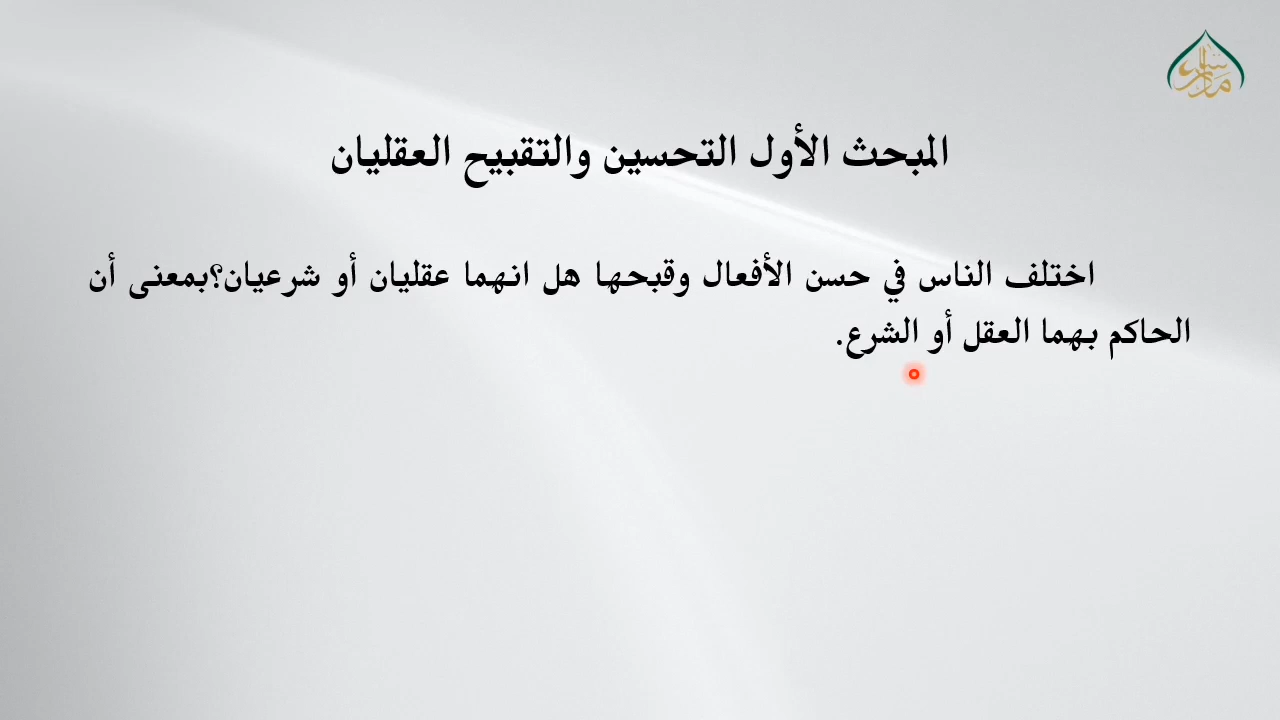 المبحث الأول التحسين والتقبيح العقليان
اختلف الناس في حسن الأفعال وقبحها هل انهما عقليان أو شرعيان؟بمعنى أن
الحاكم بهما العقل أو الشرع.